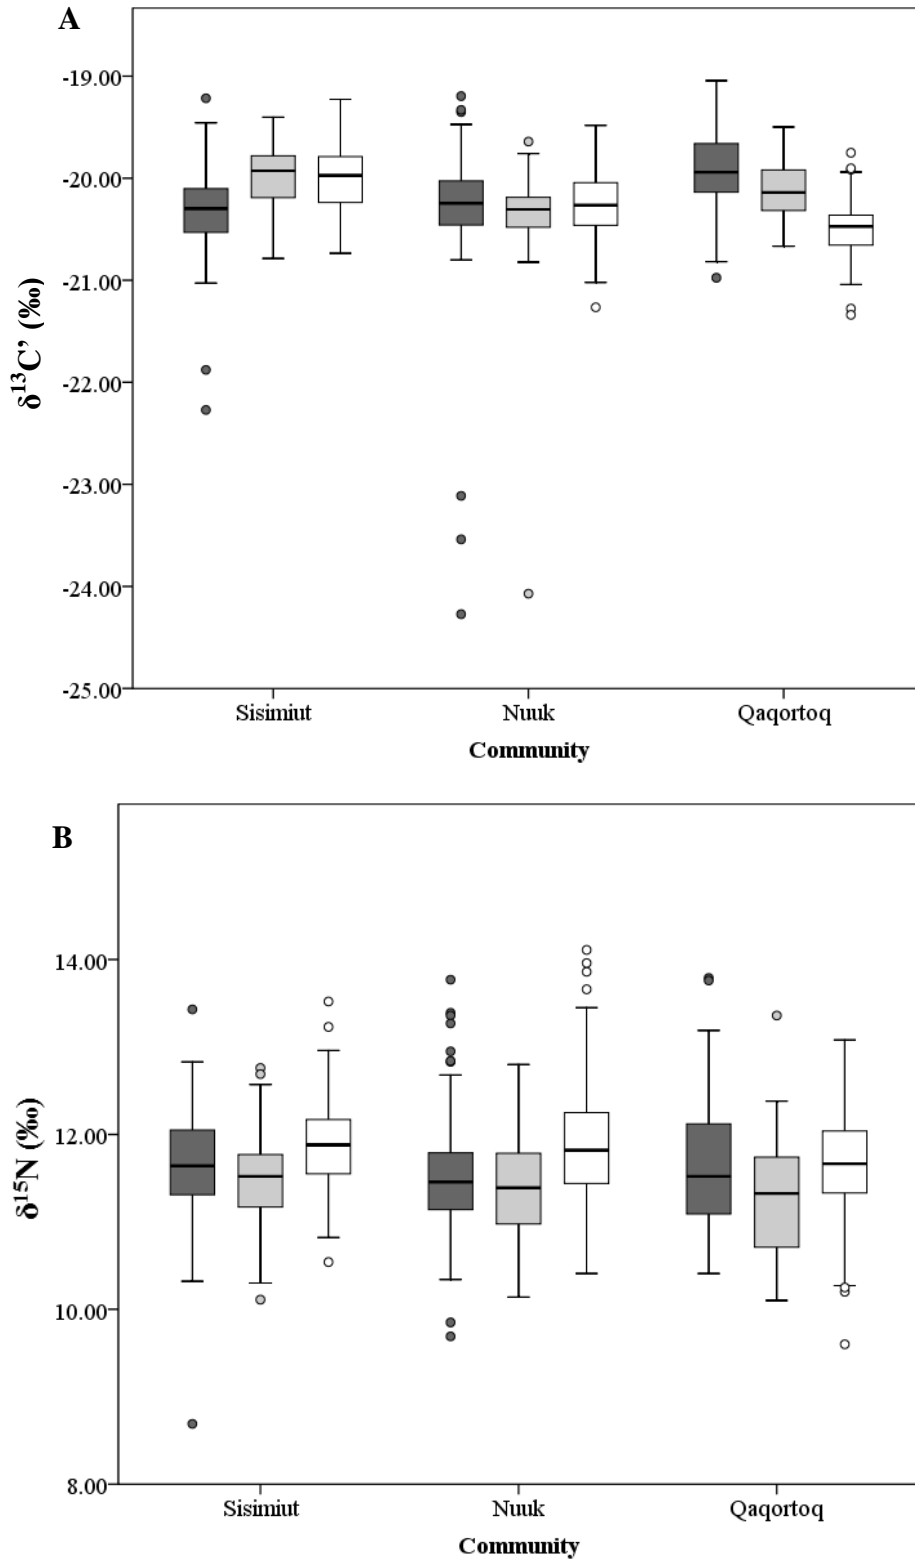 A
-19.00
-20.00
-21.00
-22.00
-23.00
-24.00
-25.00
δ¹³C’ (‰)
Sisimiut Nuuk Qaqortoq
Community
B
14.00
12.00
10.00
8.00
δ¹⁵N (‰)
Sisimiut Nuuk Qaqortoq
Community